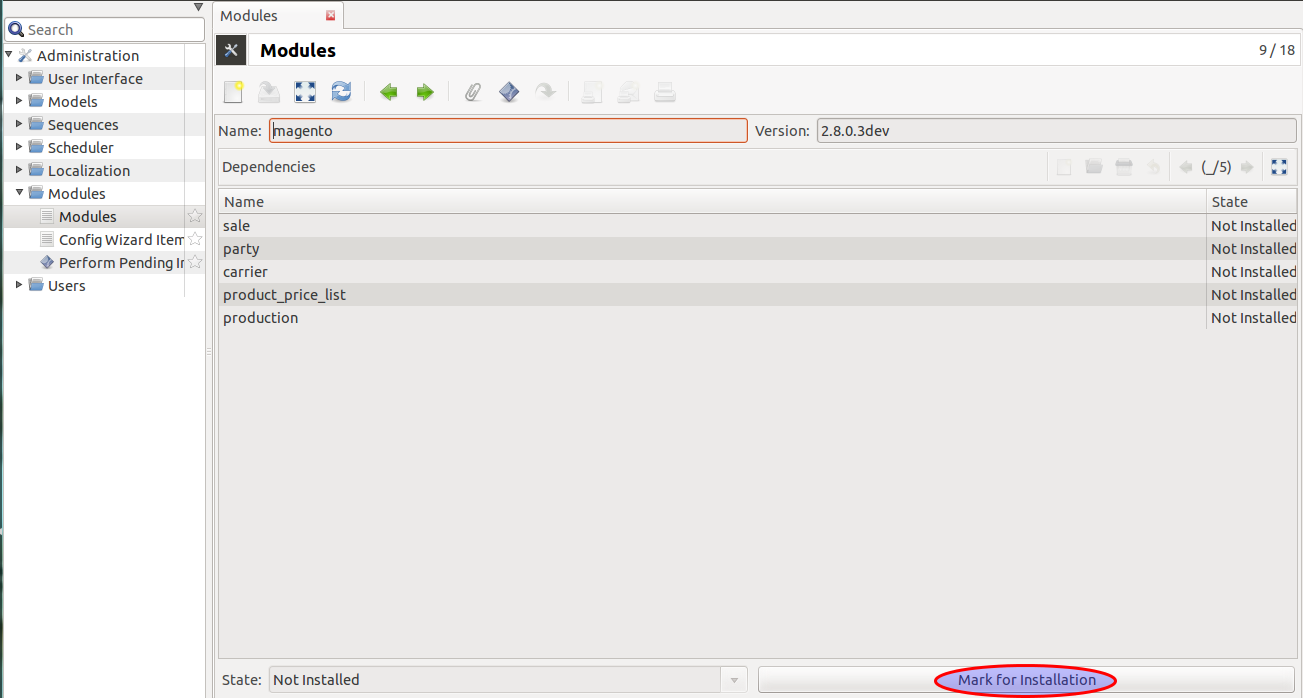 Modules
Search
Administration
User Interface
Models
Sequences
Scheduler
Localization
Modules
Modules
Config Wizard Item
Perform Pending In
Users
Modules
9 / 18
Name: magento Version: 2.8.0.3dev
Dependencies (_/5)
Name State
sale Not Installed
party Not Installed
carrier Not Installed
product_price_list Not Installed
production Not Installed
State: Not Installed Mark for Installation